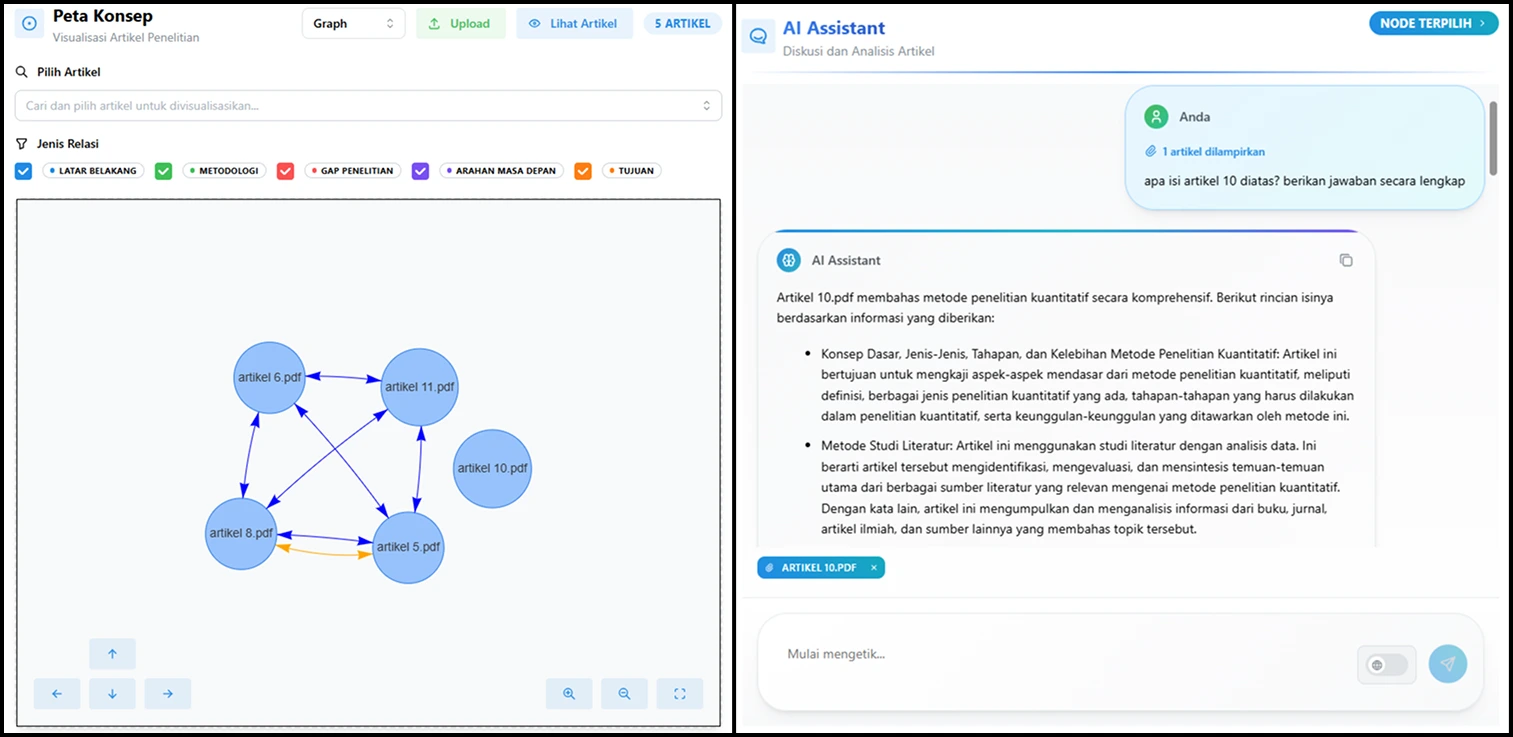 Peta Konsep
Visualisasi Artikel Penelitian
Graph
Upload
Lihat Artikel
5 ARTIKEL
Pilih Artikel
Cari dan pilih artikel untuk divisualisasikan...
Jenis Relasi
LATAR BELAKANG
METODOLOGI
GAP PENELITIAN
ARAHAN MASA DEPAN
TUJUAN
artikel 6.pdf
artikel 11.pdf
artikel 10.pdf
artikel 8.pdf
artikel 5.pdf
AI Assistant
Diskusi dan Analisis Artikel
NODE TERPILIH
Anda
1 artikel dilampirkan
apa isi artikel 10 diatas? berikan jawaban secara lengkap
AI Assistant
Artikel 10.pdf membahas metode penelitian kuantitatif secara komprehensif. Berikut rincian isinya
berdasarkan informasi yang diberikan:
• Konsep Dasar, Jenis-Jenis, Tahapan, dan Kelebihan Metode Penelitian Kuantitatif: Artikel ini
bertujuan untuk mengkaji aspek-aspek mendasar dari metode penelitian kuantitatif, meliputi
definisi, berbagai jenis penelitian kuantitatif yang ada, tahapan-tahapan yang harus dilakukan
dalam penelitian kuantitatif, serta keunggulan-keunggulan yang ditawarkan oleh metode ini.
• Metode Studi Literatur: Artikel ini menggunakan studi literatur dengan analisis data. Ini
berarti artikel tersebut mengidentifikasi, mengevaluasi, dan mensintesis temuan-temuan
utama dari berbagai sumber literatur yang relevan mengenai metode penelitian kuantitatif.
Dengan kata lain, artikel ini mengumpulkan dan menganalisis informasi dari buku, jurnal,
artikel ilmiah, dan sumber lainnya yang membahas topik tersebut.
ARTIKEL 10.PDF ×
Mulai mengetik...